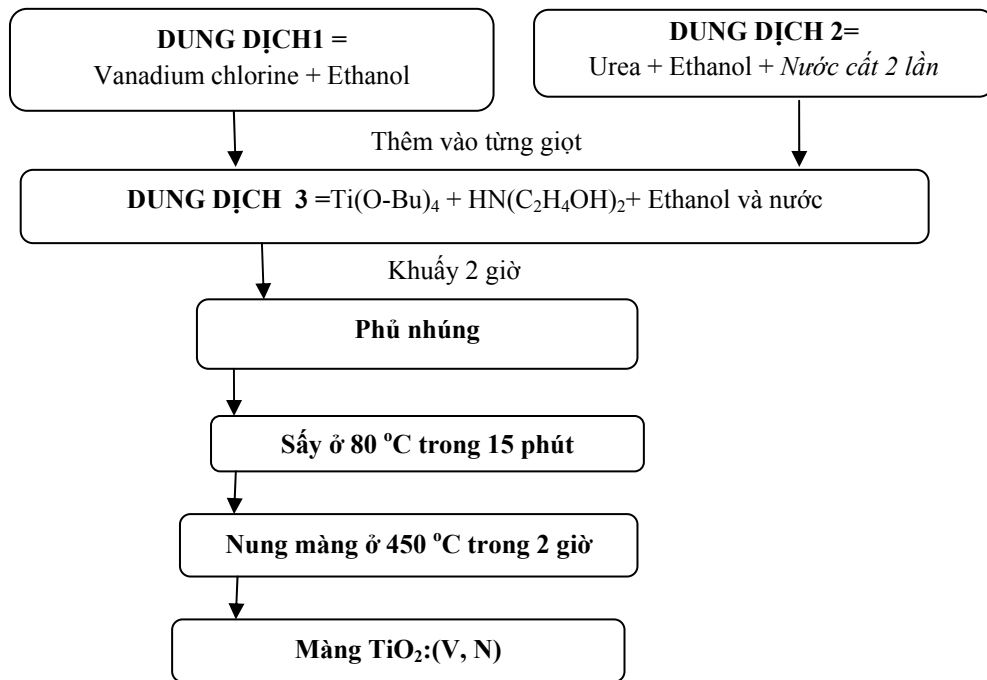 DUNG DỊCH1 =
Vanadium chlorine + Ethanol
DUNG DỊCH 2=
Urea + Ethanol + Nước cất 2 lần
Thêm vào từng giọt
DUNG DỊCH 3 =Ti(O-Bu)₄ + HN(C₂H₄OH)₂+ Ethanol và nước
Khuấy 2 giờ
Phủ nhúng
Sấy ở 80 °C trong 15 phút
Nung màng ở 450 °C trong 2 giờ
Màng TiO₂:(V, N)